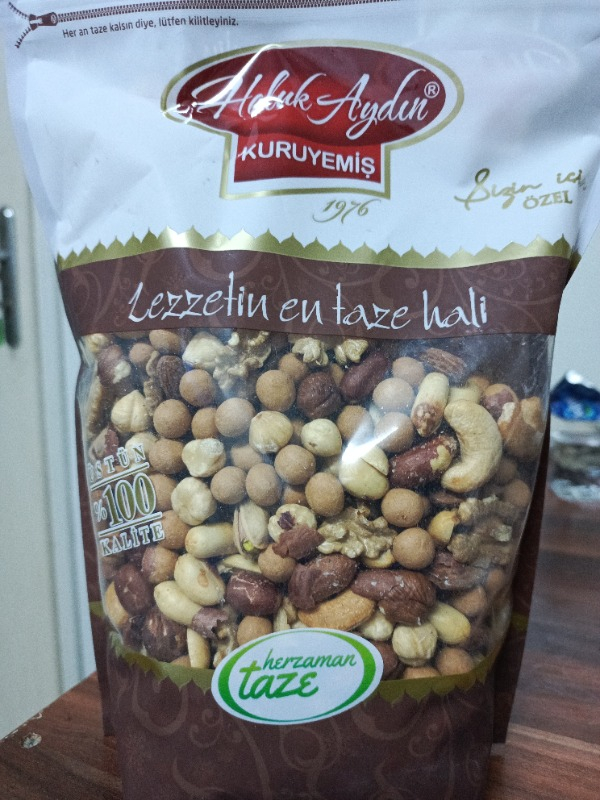 Her an taze kalsın diye, lütfen kilitleyiniz.
Habuk Aydın®
KURUYEMİŞ
1976
Sizin için
ÖZEL
Lezzetin en taze hali
ÜSTÜN
%100
KALİTE
herzaman
taze